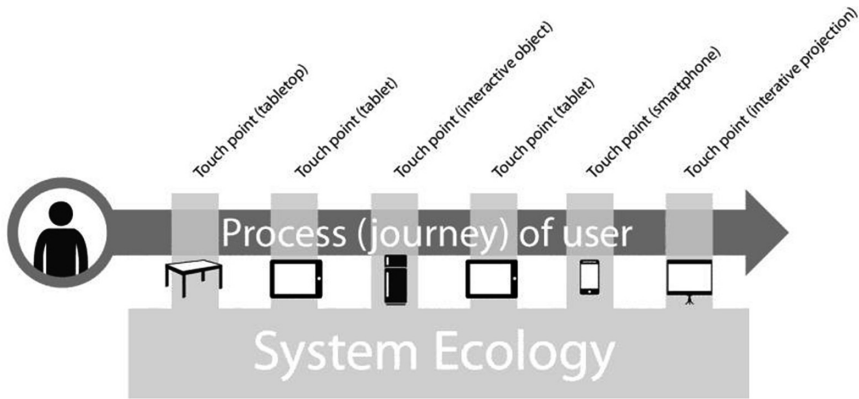 Touch point (tabletop)
Touch point (tablet)
Touch point (interactive object)
Touch point (tablet)
Touch point (smartphone)
Touch point (interative projection)
Process (journey) of user
System Ecology